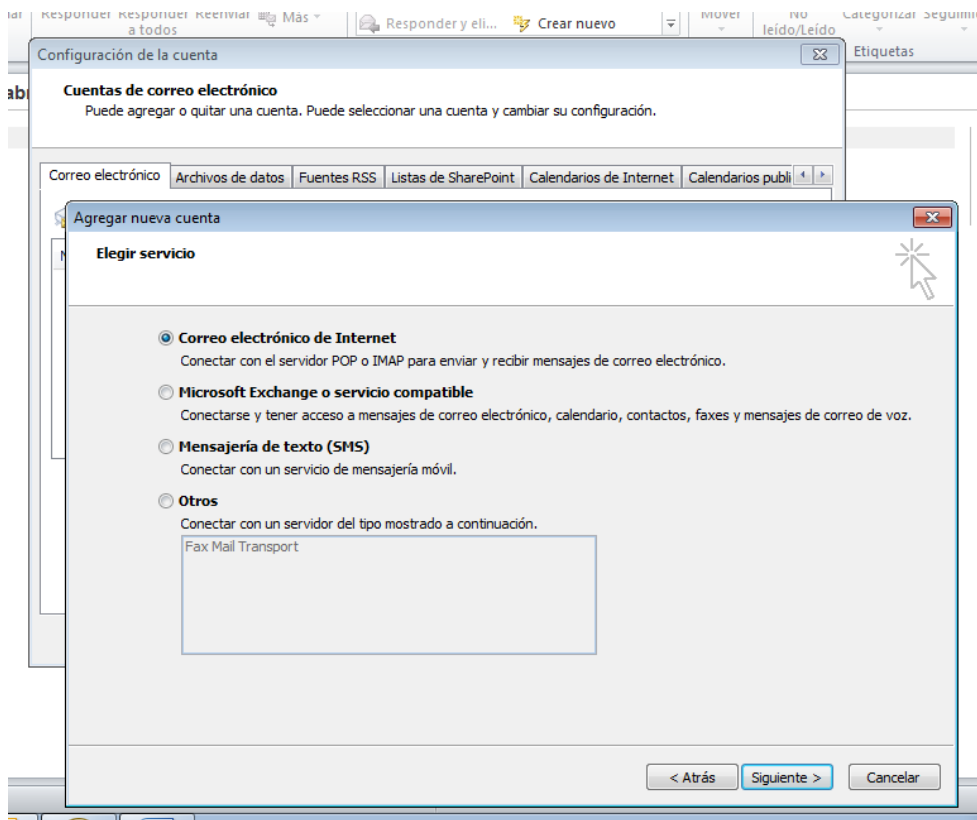 Responder Responder Reenviar Más
a todos
Responder y eli... Crear nuevo
Mover No Categorizar
leído/Leído
Etiquetas
Configuración de la cuenta
Cuentas de correo electrónico
Puede agregar o quitar una cuenta. Puede seleccionar una cuenta y cambiar su configuración.
Correo electrónico Archivos de datos Fuentes RSS Listas de SharePoint Calendarios de Internet Calendarios publi
Agregar nueva cuenta
Elegir servicio
Correo electrónico de Internet
Conectar con el servidor POP o IMAP para enviar y recibir mensajes de correo electrónico.
Microsoft Exchange o servicio compatible
Conectarse y tener acceso a mensajes de correo electrónico, calendario, contactos, faxes y mensajes de correo de voz.
Mensajería de texto (SMS)
Conectar con un servicio de mensajería móvil.
Otros
Conectar con un servidor del tipo mostrado a continuación.
Fax Mail Transport
< Atrás Siguiente > Cancelar